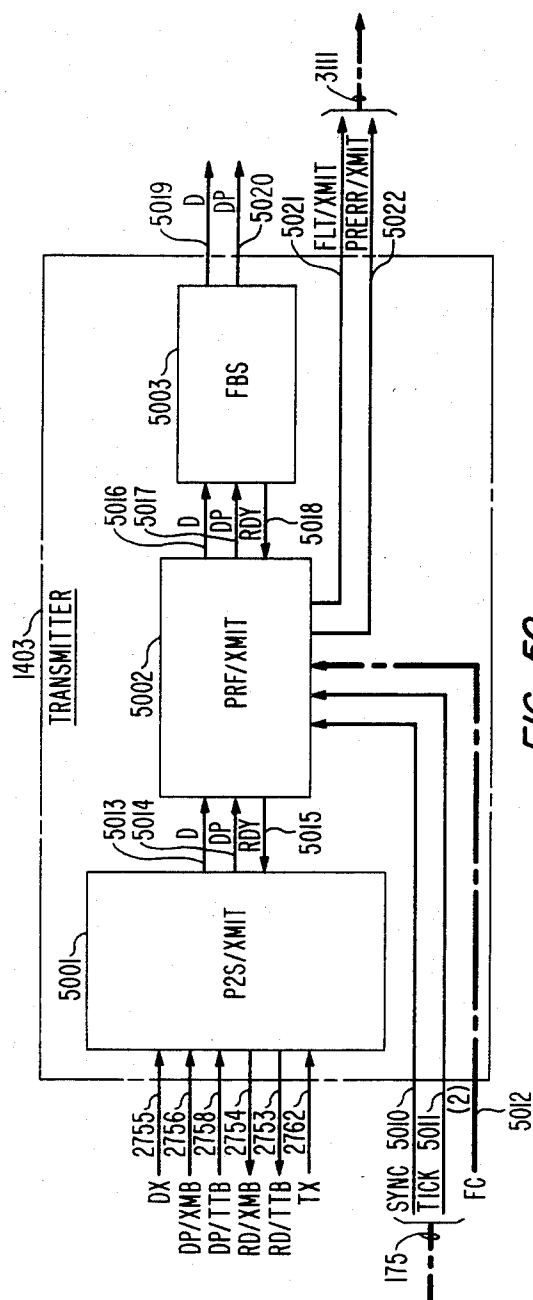 1403
TRANSMITTER
DX 2755
DP/XMB 2756
DP/TTB 2758
RD/XMB 2754
RD/TTB 2753
TX 2762
5001
P2S/XMIT
5013 D
5014 DP
RDY 5015
5002
PRF/XMIT
5016 D
5017 DP
RDY 5018
5003
FBS
5019 D
DP 5020
5021 FLT/XMIT
PRERR/XMIT 5022
3111
175
SYNC 5010
TICK 5011
(2)
FC 5012